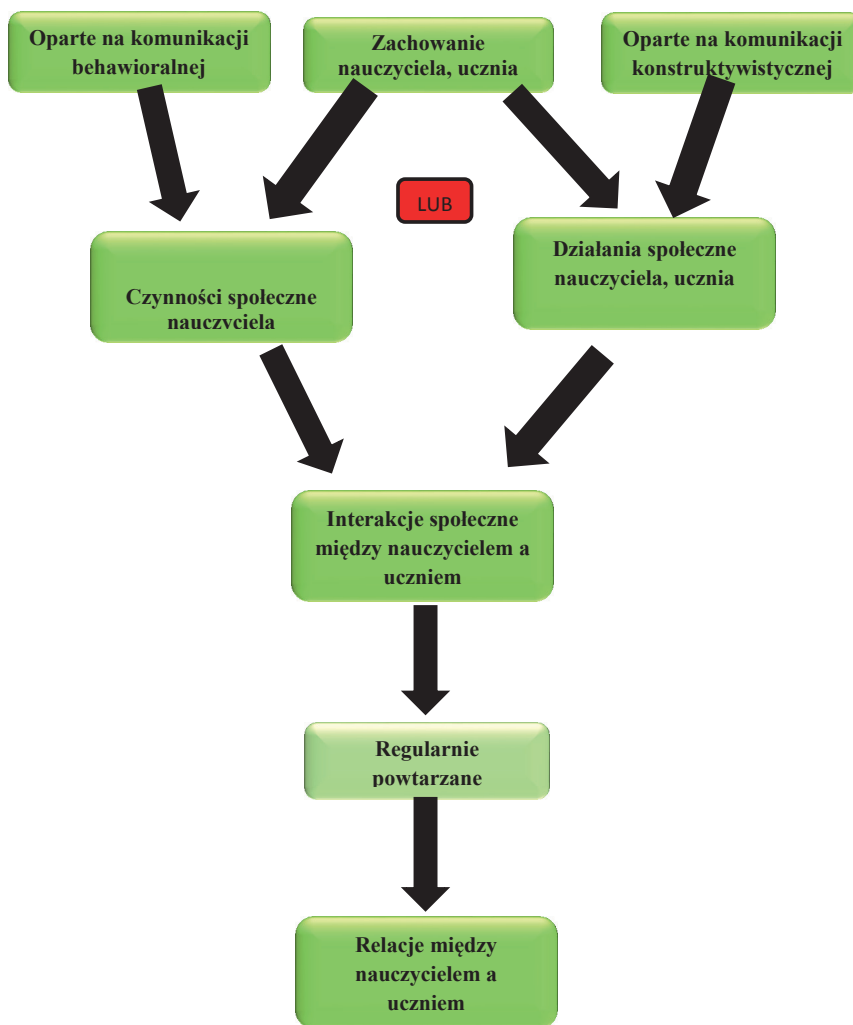 Oparte na komunikacji
behawioralnej
Zachowanie
nauczyciela, ucznia
Oparte na komunikacji
konstruktywistycznej
LUB
Czynności społeczne
nauczyciela
Działania społeczne
nauczyciela, ucznia
Interakcje społeczne
między nauczycielem a
uczniem
Regularnie
powtarzane
Relacje między
nauczycielem a
uczniem